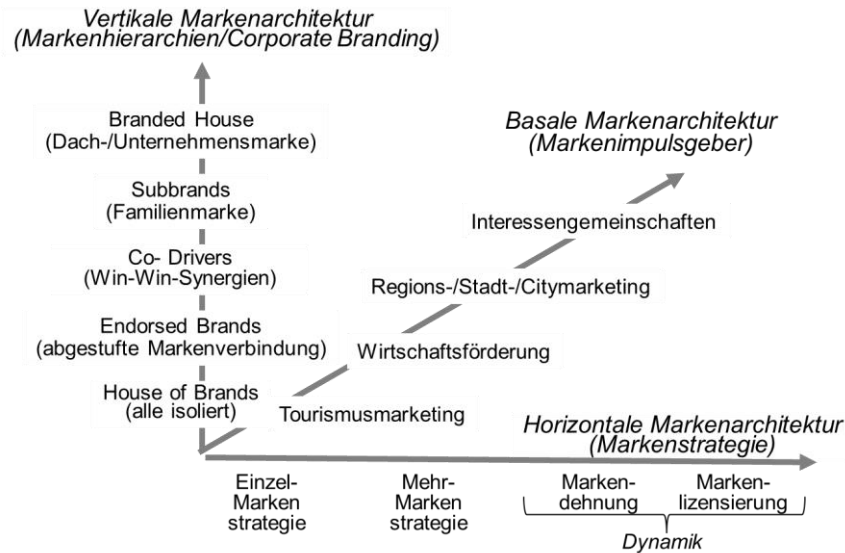 Vertikale Markenarchitektur
(Markenhierarchien/Corporate Branding)
Branded House
(Dach-/Unternehmensmarke)
Subbrands
(Familienmarke)
Co- Drivers
(Win-Win-Synergien)
Endorsed Brands
(abgestufte Markenverbindung)
House of Brands
(alle isoliert)
Basale Markenarchitektur
(Markenimpulsgeber)
Interessengemeinschaften
Regions-/Stadt-/Citymarketing
Wirtschaftsförderung
Tourismusmarketing
Horizontale Markenarchitektur
(Markenstrategie)
Einzel-
Marken
strategie
Mehr-
Marken
strategie
Marken-
dehnung
Marken-
lizensierung
Dynamik